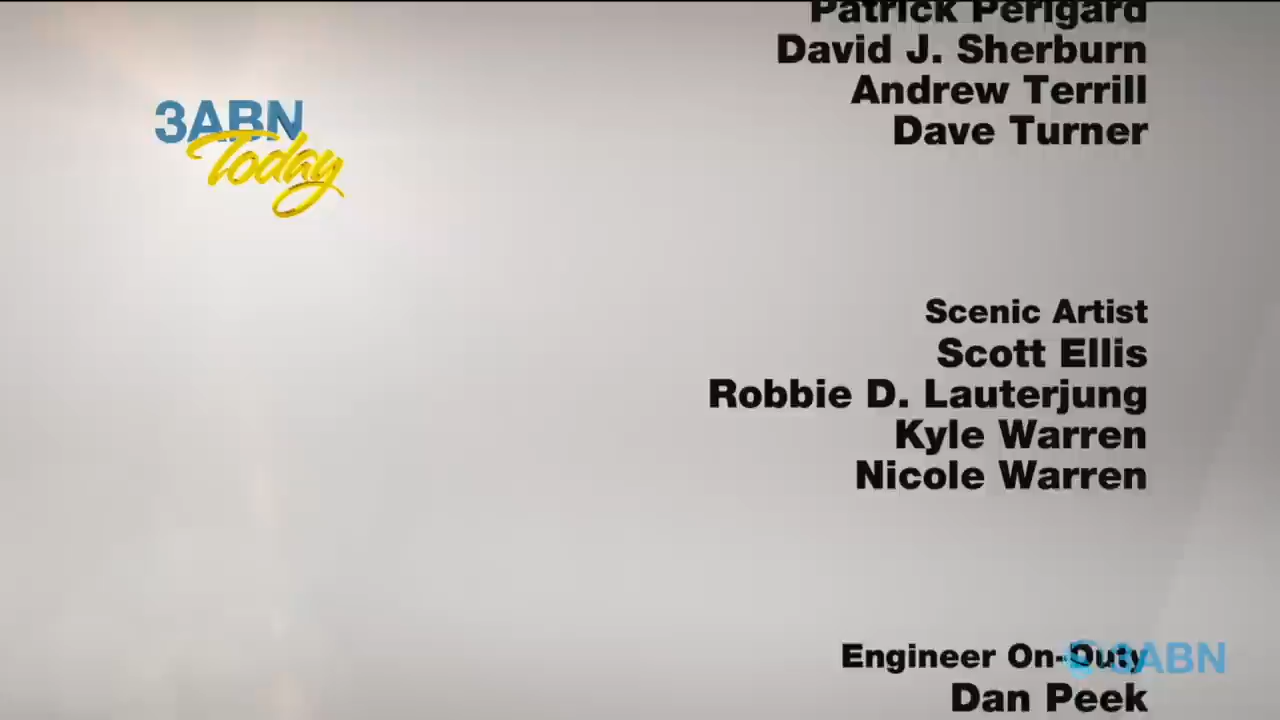 Patrick Perigard
David J. Sherburn
Andrew Terrill
Dave Turner
3ABN
Today
Scenic Artist
Scott Ellis
Robbie D. Lauterjung
Kyle Warren
Nicole Warren
Engineer On-Duty
3ABN
Dan Peek